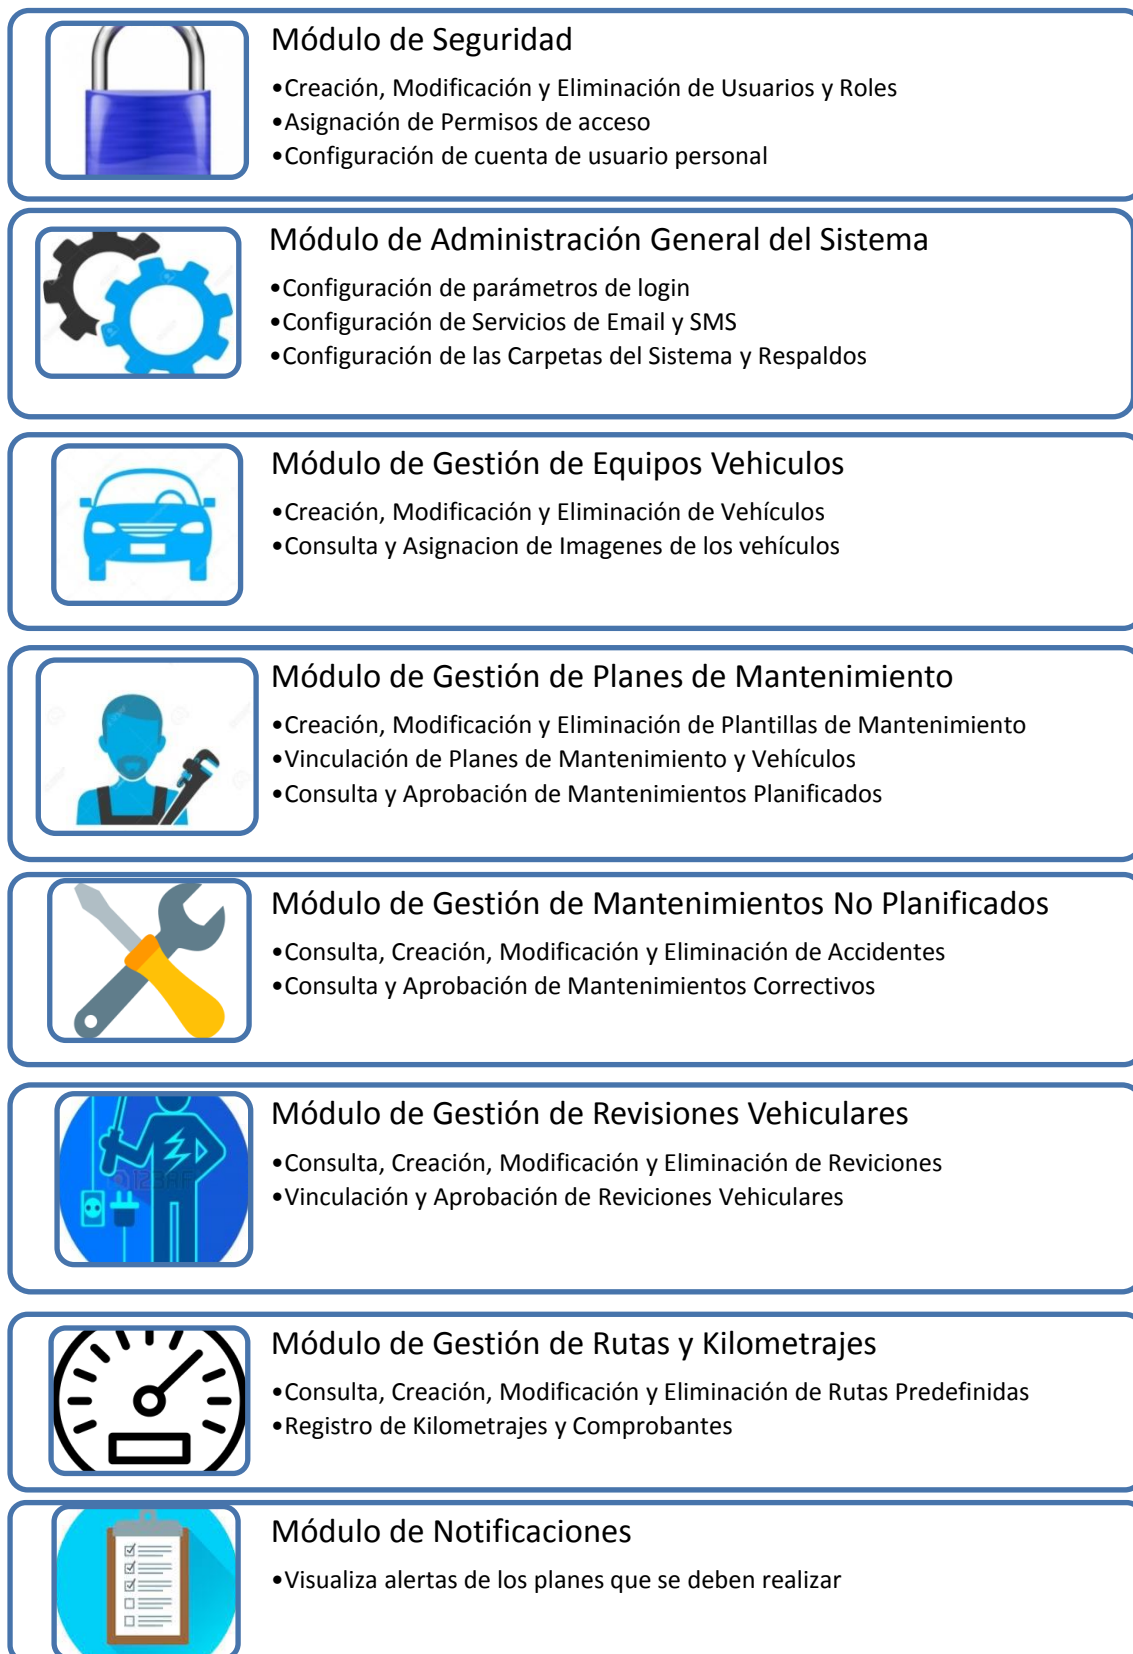 Módulo de Seguridad
•Creación, Modificación y Eliminación de Usuarios y Roles
•Asignación de Permisos de acceso
•Configuración de cuenta de usuario personal
Módulo de Administración General del Sistema
•Configuración de parámetros de login
•Configuración de Servicios de Email y SMS
•Configuración de las Carpetas del Sistema y Respaldos
Módulo de Gestión de Equipos Vehiculos
•Creación, Modificación y Eliminación de Vehículos
•Consulta y Asignacion de Imagenes de los vehículos
Módulo de Gestión de Planes de Mantenimiento
•Creación, Modificación y Eliminación de Plantillas de Mantenimiento
•Vinculación de Planes de Mantenimiento y Vehículos
•Consulta y Aprobación de Mantenimientos Planificados
Módulo de Gestión de Mantenimientos No Planificados
•Consulta, Creación, Modificación y Eliminación de Accidentes
•Consulta y Aprobación de Mantenimientos Correctivos
Módulo de Gestión de Revisiones Vehiculares
•Consulta, Creación, Modificación y Eliminación de Reviciones
•Vinculación y Aprobación de Reviciones Vehiculares
123RF
Módulo de Gestión de Rutas y Kilometrajes
•Consulta, Creación, Modificación y Eliminación de Rutas Predefinidas
•Registro de Kilometrajes y Comprobantes
Módulo de Notificaciones
•Visualiza alertas de los planes que se deben realizar